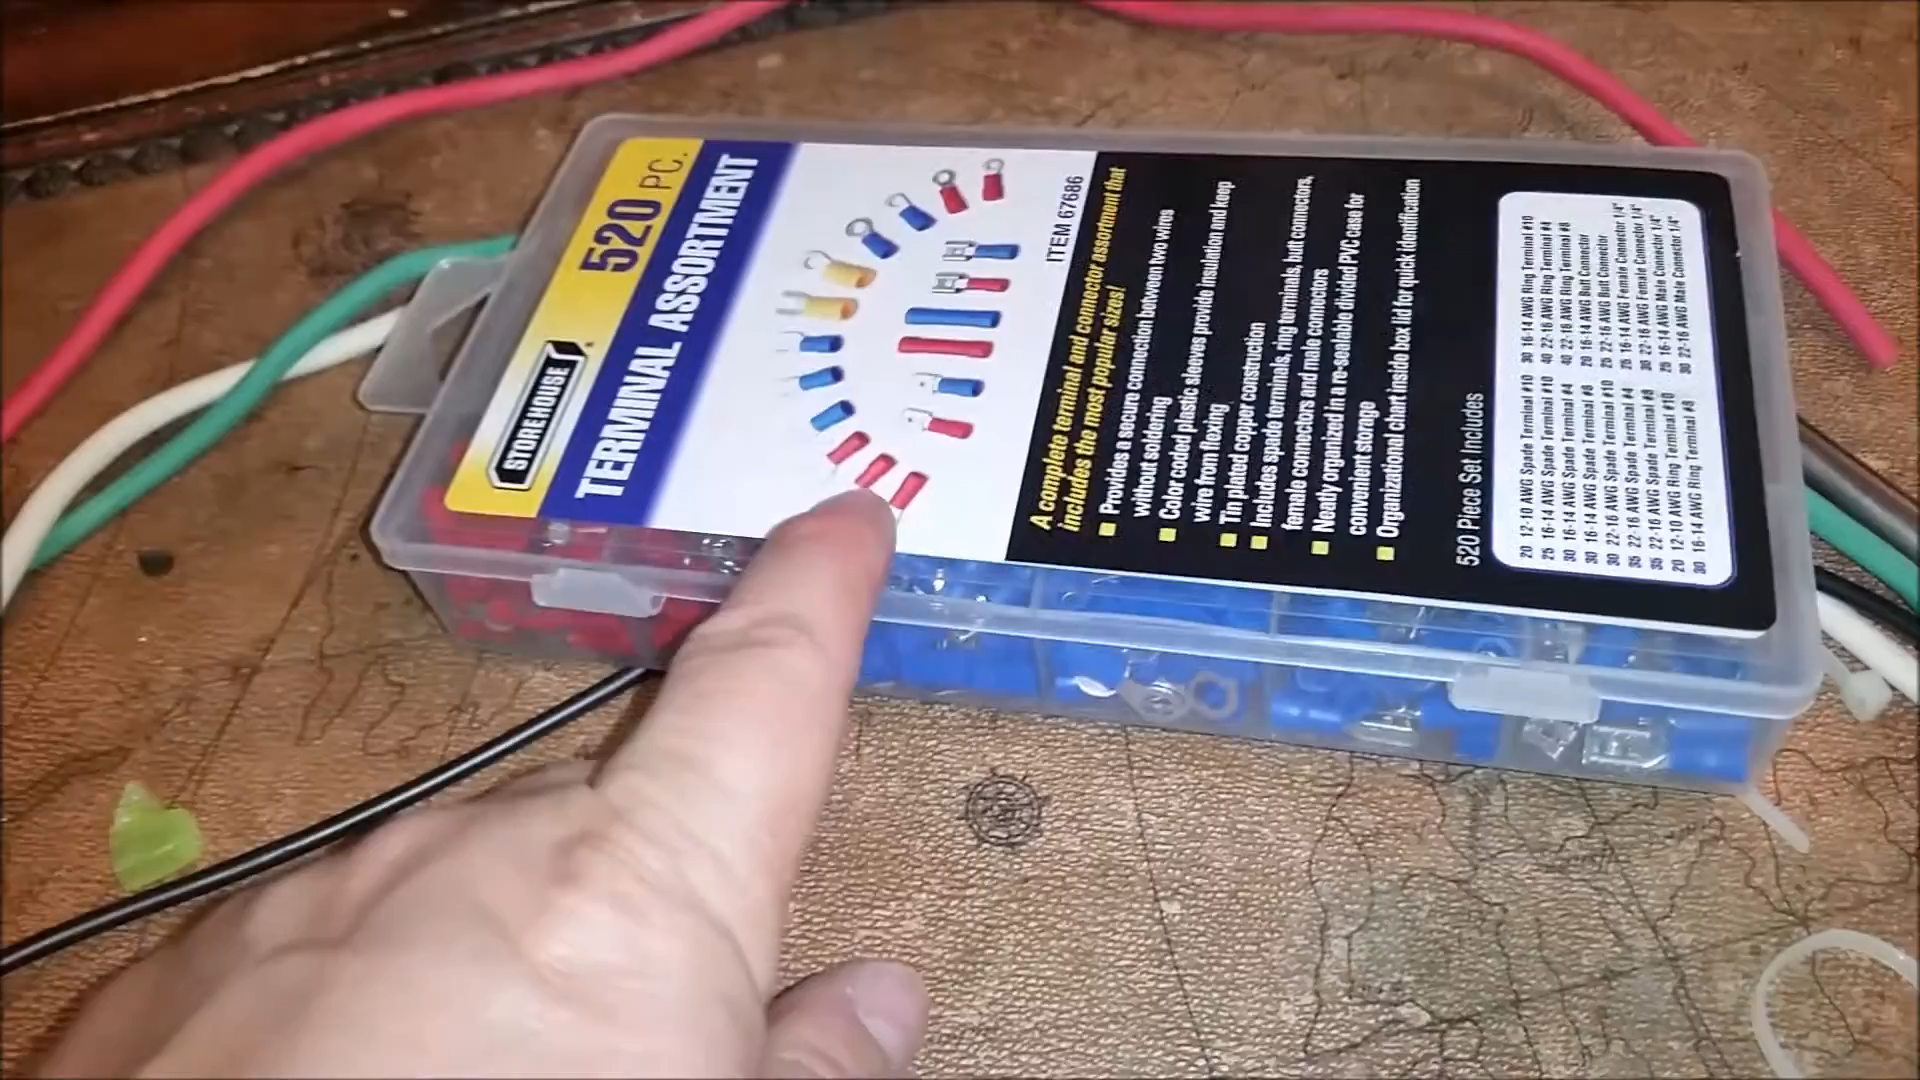 STOREHOUSE
520 PC.
TERMINAL ASSORTMENT
ITEM 67686
A complete terminal and connector assortment that
includes the most popular sizes!
Provides a secure connection between two wires
without soldering
Color coded plastic sleeves provide insulation and keep
wire from flexing
Tin plated copper construction
Includes spade terminals, ring terminals, butt connectors,
female connectors and male connectors
Neatly organized in a re-sealable divided PVC case for
convenient storage
Organizational chart inside box lid for quick identification
520 Piece Set Includes
20 12-10 AWG Spade Terminal #10
25 16-14 AWG Spade Terminal #10
30 16-14 AWG Spade Terminal #4
30 16-14 AWG Spade Terminal #8
30 22-16 AWG Spade Terminal #10
35 22-16 AWG Spade Terminal #4
35 22-16 AWG Spade Terminal #8
20 12-10 AWG Ring Terminal #10
30 16-14 AWG Ring Terminal #8
30 16-14 AWG Ring Terminal #10
40 22-16 AWG Ring Terminal #4
40 22-16 AWG Ring Terminal #8
20 16-14 AWG Butt Connector
25 22-16 AWG Butt Connector
25 16-14 AWG Female Connector 1/4"
30 22-16 AWG Female Connector 1/4"
25 16-14 AWG Male Connector 1/4"
30 22-16 AWG Male Connector 1/4"